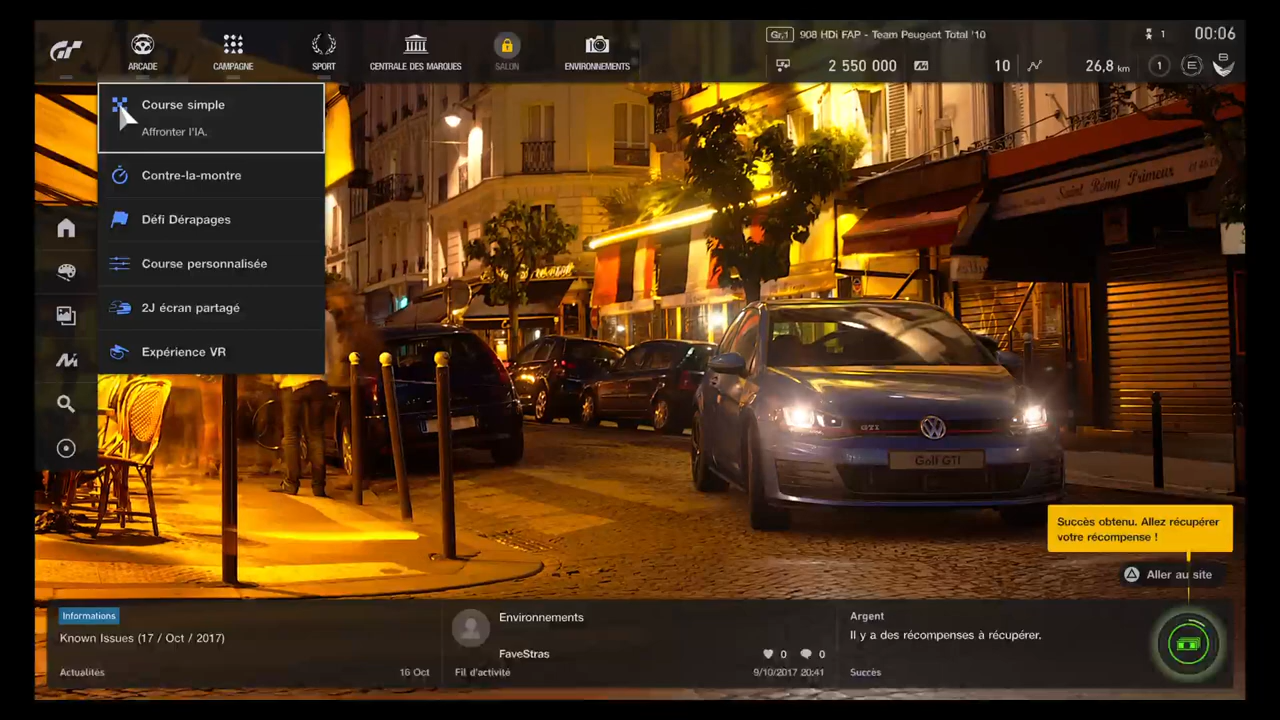 GT
ARCADE
CAMPAGNE
SPORT
CENTRALE DES MARQUES
SALON
ENVIRONNEMENTS
Gr.1 908 HDi FAP - Team Peugeot Total '10
1
00:06
2 550 000
10
26,8 km
1
E
Course simple
Affronter l'IA.
Contre-la-montre
Défi Dérapages
Course personnalisée
2J écran partagé
Expérience VR
Saint Rémy Primeur
GTI
Golf GTI
Succès obtenu. Allez récupérer
votre récompense !
Aller au site
Informations
Known Issues (17 / Oct / 2017)
Actualités
16 Oct
Environnements
FaveStras
0
0
Fil d'activité
9/10/2017 20:41
Argent
Il y a des récompenses à récupérer.
Succès